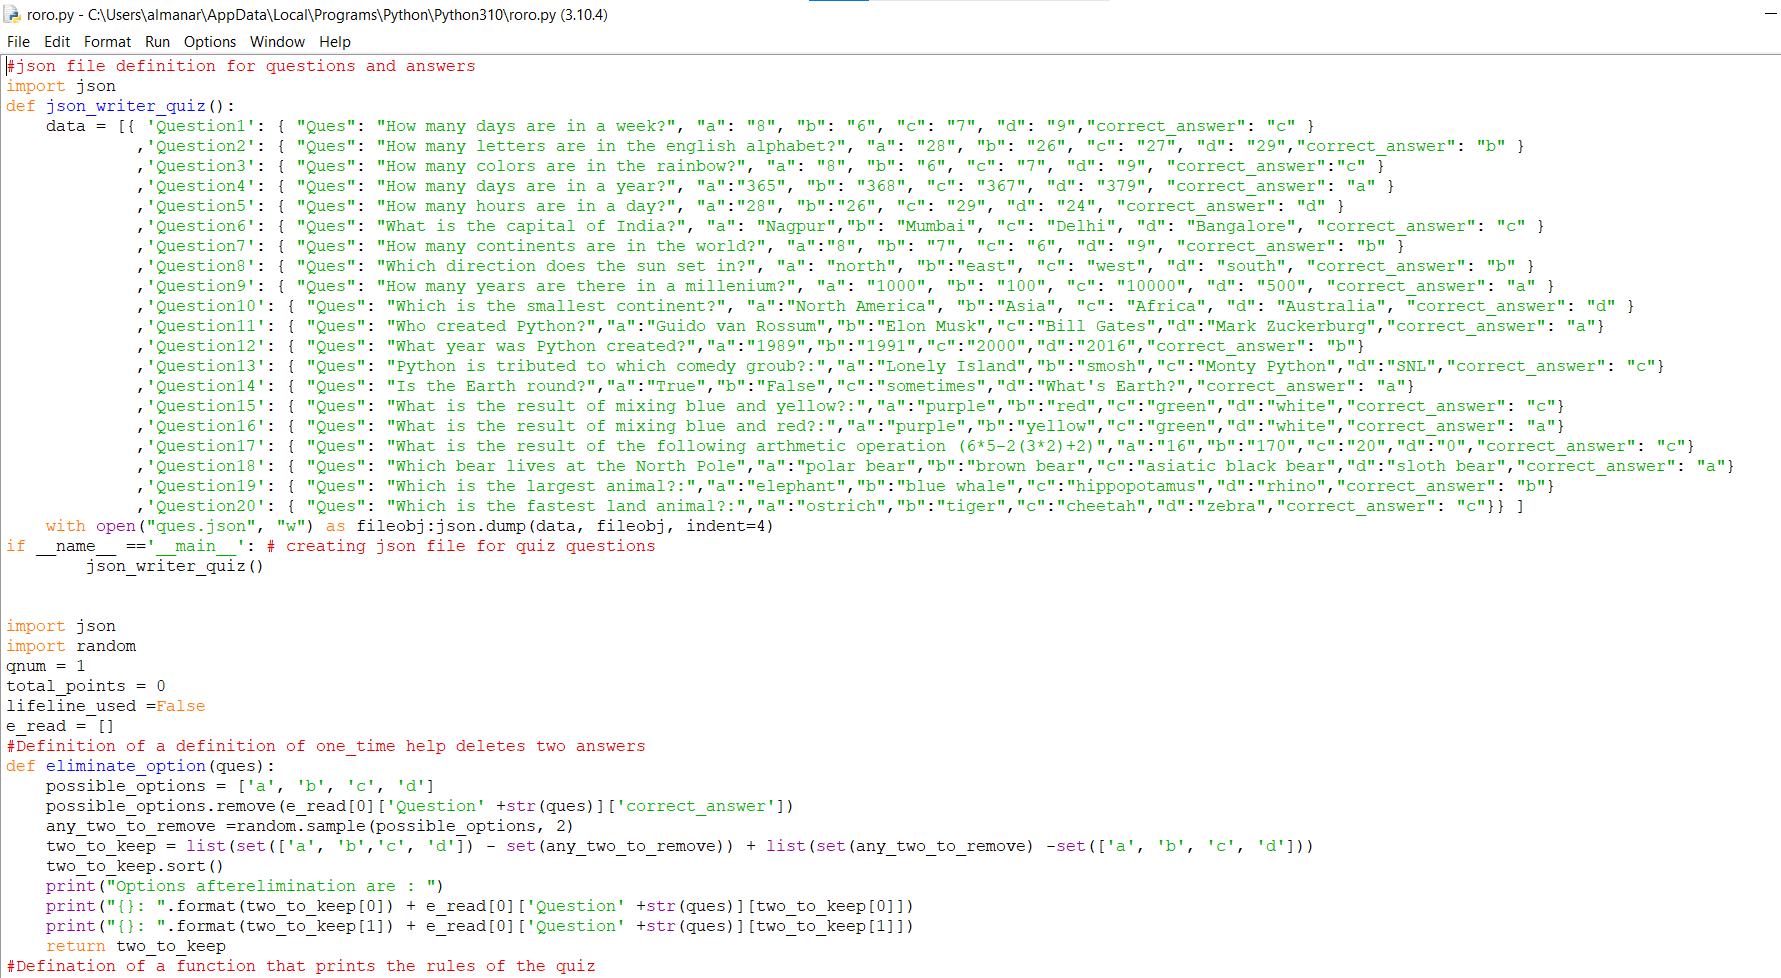 roro.py - C:\Users\almanar\AppData\Local\Programs\Python\Python310\roro.py (3.10.4)
File Edit Format Run Options Window Help
#json file definition for questions and answers
import json
def json_writer_quiz():
    data = [{ 'Question1': { "Ques": "How many days are in a week?", "a": "8", "b": "6", "c": "7", "d": "9","correct_answer": "c" }
             ,'Question2': { "Ques": "How many letters are in the english alphabet?", "a": "28", "b": "26", "c": "27", "d": "29","correct_answer": "b" }
             ,'Question3': { "Ques": "How many colors are in the rainbow?", "a": "8", "b": "6", "c": "7", "d": "9", "correct_answer":"c" }
             ,'Question4': { "Ques": "How many days are in a year?", "a":"365", "b": "368", "c": "367", "d": "379", "correct_answer": "a" }
             ,'Question5': { "Ques": "How many hours are in a day?", "a":"28", "b":"26", "c": "29", "d": "24", "correct_answer": "d" }
             ,'Question6': { "Ques": "What is the capital of India?", "a": "Nagpur","b": "Mumbai", "c": "Delhi", "d": "Bangalore", "correct_answer": "c" }
             ,'Question7': { "Ques": "How many continents are in the world?", "a":"8", "b": "7", "c": "6", "d": "9", "correct_answer": "b" }
             ,'Question8': { "Ques": "Which direction does the sun set in?", "a": "north", "b":"east", "c": "west", "d": "south", "correct_answer": "b" }
             ,'Question9': { "Ques": "How many years are there in a millenium?", "a": "1000", "b": "100", "c": "10000", "d": "500", "correct_answer": "a" }
             ,'Question10': { "Ques": "Which is the smallest continent?", "a":"North America", "b":"Asia", "c": "Africa", "d": "Australia", "correct_answer": "d" }
             ,'Question11': { "Ques": "Who created Python?","a":"Guido van Rossum","b":"Elon Musk","c":"Bill Gates","d":"Mark Zuckerburg","correct_answer": "a"}
             ,'Question12': { "Ques": "What year was Python created?","a":"1989","b":"1991","c":"2000","d":"2016","correct_answer": "b"}
             ,'Question13': { "Ques": "Python is tributed to which comedy groub?:","a":"Lonely Island","b":"smosh","c":"Monty Python","d":"SNL","correct_answer": "c"}
             ,'Question14': { "Ques": "Is the Earth round?","a":"True","b":"False","c":"sometimes","d":"What's Earth?","correct_answer": "a"}
             ,'Question15': { "Ques": "What is the result of mixing blue and yellow?:","a":"purple","b":"red","c":"green","d":"white","correct_answer": "c"}
             ,'Question16': { "Ques": "What is the result of mixing blue and red?:","a":"purple","b":"yellow","c":"green","d":"white","correct_answer": "a"}
             ,'Question17': { "Ques": "What is the result of the following arthmetic operation (6*5-2(3*2)+2)","a":"16","b":"170","c":"20","d":"0","correct_answer": "c"}
             ,'Question18': { "Ques": "Which bear lives at the North Pole","a":"polar bear","b":"brown bear","c":"asiatic black bear","d":"sloth bear","correct_answer": "a"}
             ,'Question19': { "Ques": "Which is the largest animal?:","a":"elephant","b":"blue whale","c":"hippopotamus","d":"rhino","correct_answer": "b"}
             ,'Question20': { "Ques": "Which is the fastest land animal?:","a":"ostrich","b":"tiger","c":"cheetah","d":"zebra","correct_answer": "c"}} ]
    with open("ques.json", "w") as fileobj:json.dump(data, fileobj, indent=4)
if __name__ =='__main__': # creating json file for quiz questions
        json_writer_quiz()
import json
import random
qnum = 1
total_points = 0
lifeline_used =False
e_read = []
#Definition of a definition of one_time help deletes two answers
def eliminate_option(ques):
    possible_options = ['a', 'b', 'c', 'd']
    possible_options.remove(e_read[0]['Question' +str(ques)]['correct_answer'])
    any_two_to_remove =random.sample(possible_options, 2)
    two_to_keep = list(set(['a', 'b','c', 'd']) - set(any_two_to_remove)) + list(set(any_two_to_remove) -set(['a', 'b', 'c', 'd']))
    two_to_keep.sort()
    print("Options afterelimination are : ")
    print("{}: ".format(two_to_keep[0]) + e_read[0]['Question' +str(ques)][two_to_keep[0]])
    print("{}: ".format(two_to_keep[1]) + e_read[0]['Question' +str(ques)][two_to_keep[1]])
    return two_to_keep
#Defination of a function that prints the rules of the quiz